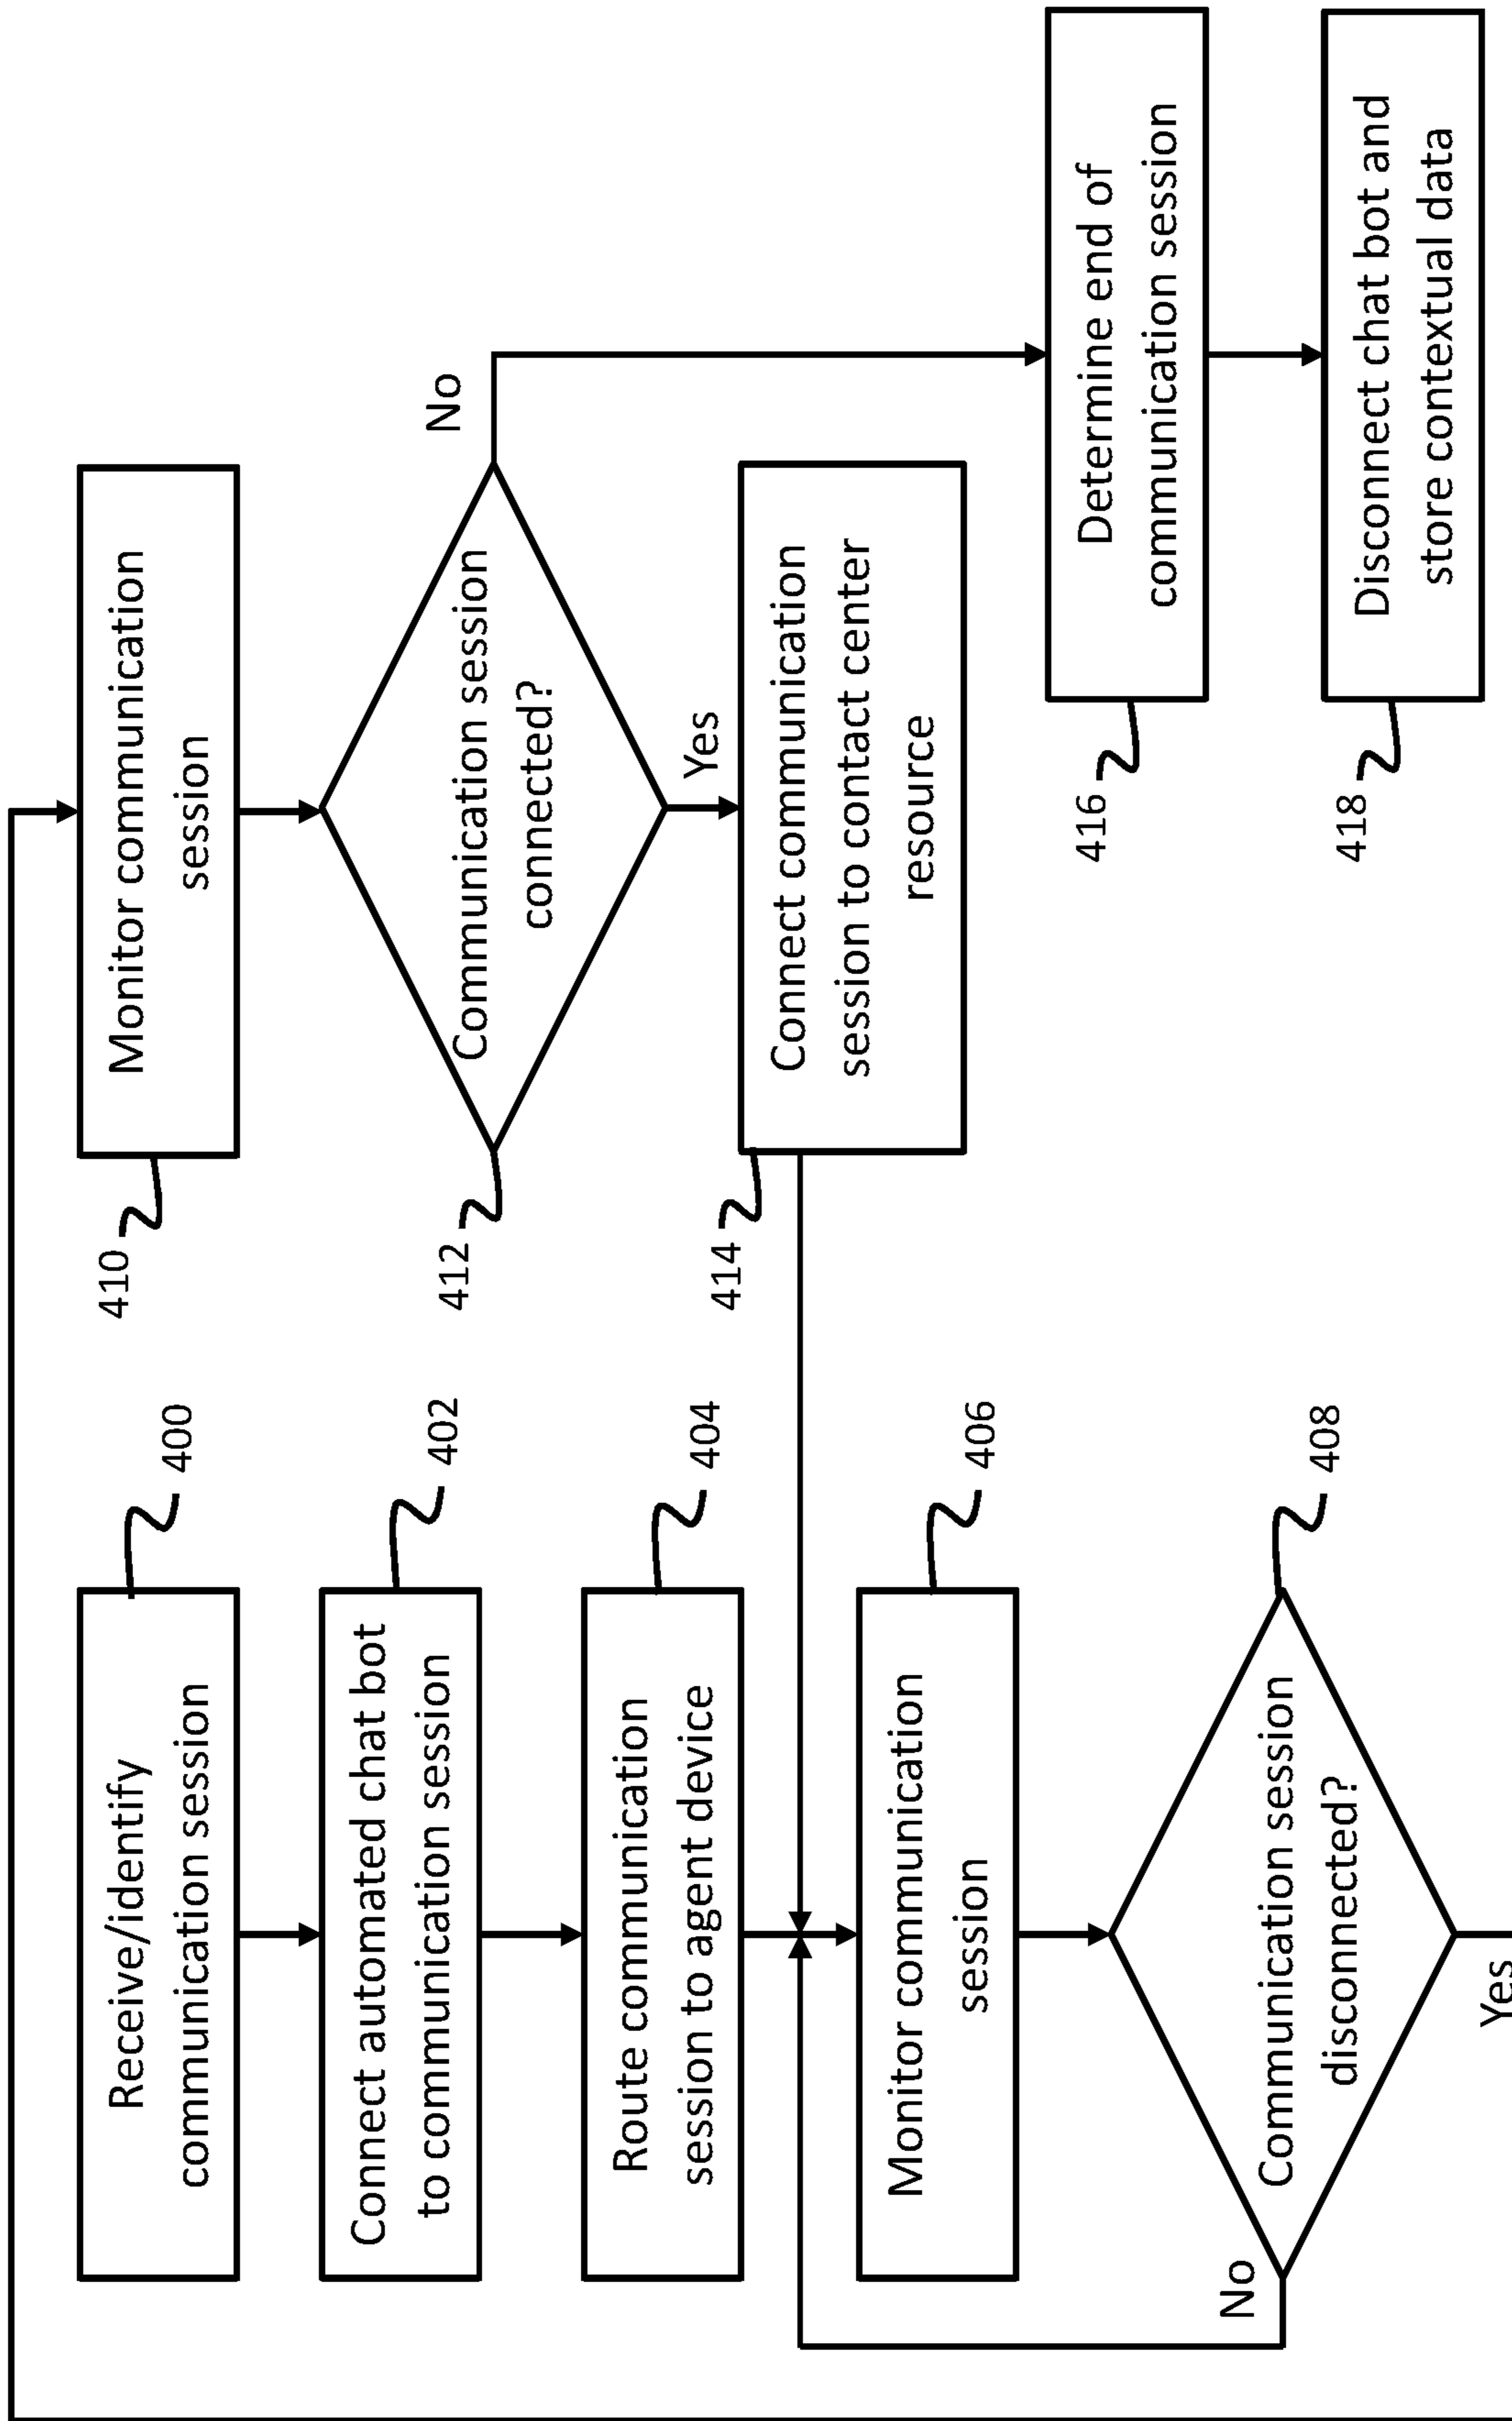 Receive/identify
communication session
400
Connect automated chat bot
to communication session
402
Route communication
session to agent device
404
Monitor communication
session
406
Communication session
disconnected?
408
No
Yes
Monitor communication
session
410
Communication session
connected?
412
No
Yes
Connect communication
session to contact center
resource
414
Determine end of
communication session
416
Disconnect chat bot and
store contextual data
418